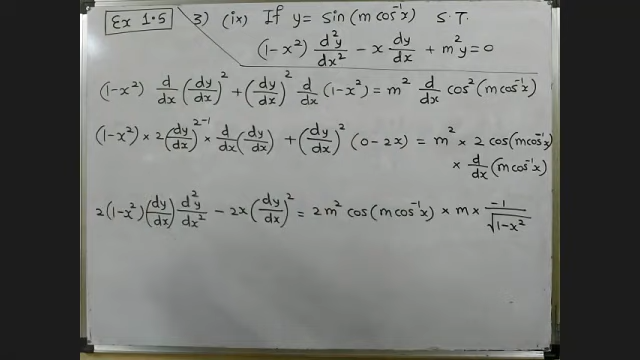 Ex 1.5 3) (ix) If y = sin(m cos⁻¹x) S.T.
(1-x²) d²y/dx² - x dy/dx + m²y = 0
(1-x²) d/dx (dy/dx)² + (dy/dx)² d/dx (1-x²) = m² d/dx cos²(m cos⁻¹x)
(1-x²) × 2(dy/dx)²⁻¹ × d/dx (dy/dx) + (dy/dx)² (0-2x) = m² × 2 cos(m cos⁻¹x)
× d/dx (m cos⁻¹x)
2(1-x²)(dy/dx) d²y/dx² - 2x (dy/dx)² = 2m² cos(m cos⁻¹x) × m × -1/√(1-x²)